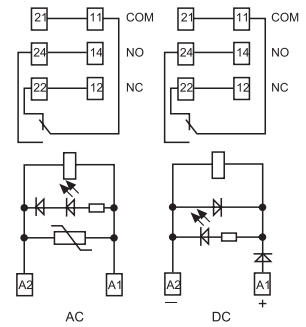 21 11 COM 21 11 COM
24 14 NO 24 14 NO
22 12 NC 22 12 NC
A2 A1 A2 A1
— +
AC DC